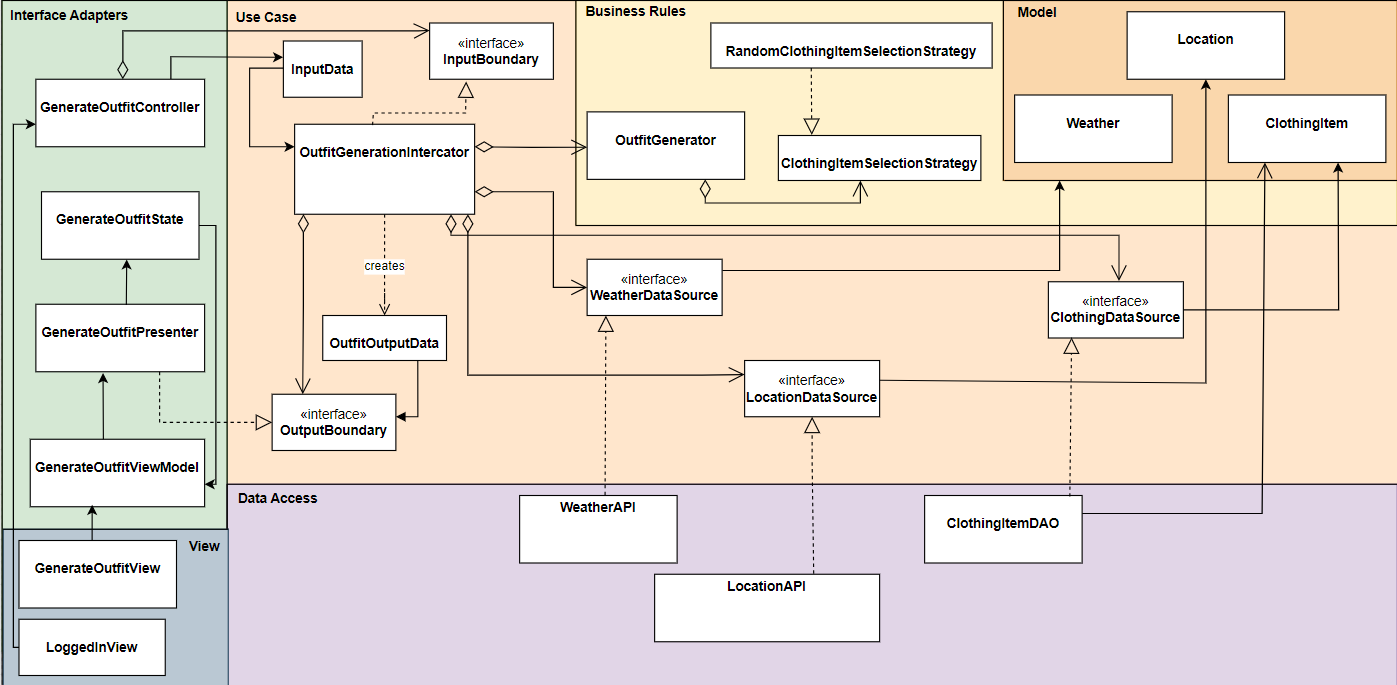 Interface Adapters
Use Case
Business Rules
Model
«interface»
InputBoundary
InputData
RandomClothingItemSelectionStrategy
Location
GenerateOutfitController
OutfitGenerationIntercator
OutfitGenerator
ClothingItemSelectionStrategy
Weather
ClothingItem
GenerateOutfitState
creates
«interface»
WeatherDataSource
«interface»
ClothingDataSource
GenerateOutfitPresenter
OutfitOutputData
«interface»
LocationDataSource
«interface»
OutputBoundary
GenerateOutfitViewModel
Data Access
WeatherAPI
ClothingItemDAO
View
GenerateOutfitView
LocationAPI
LoggedInView